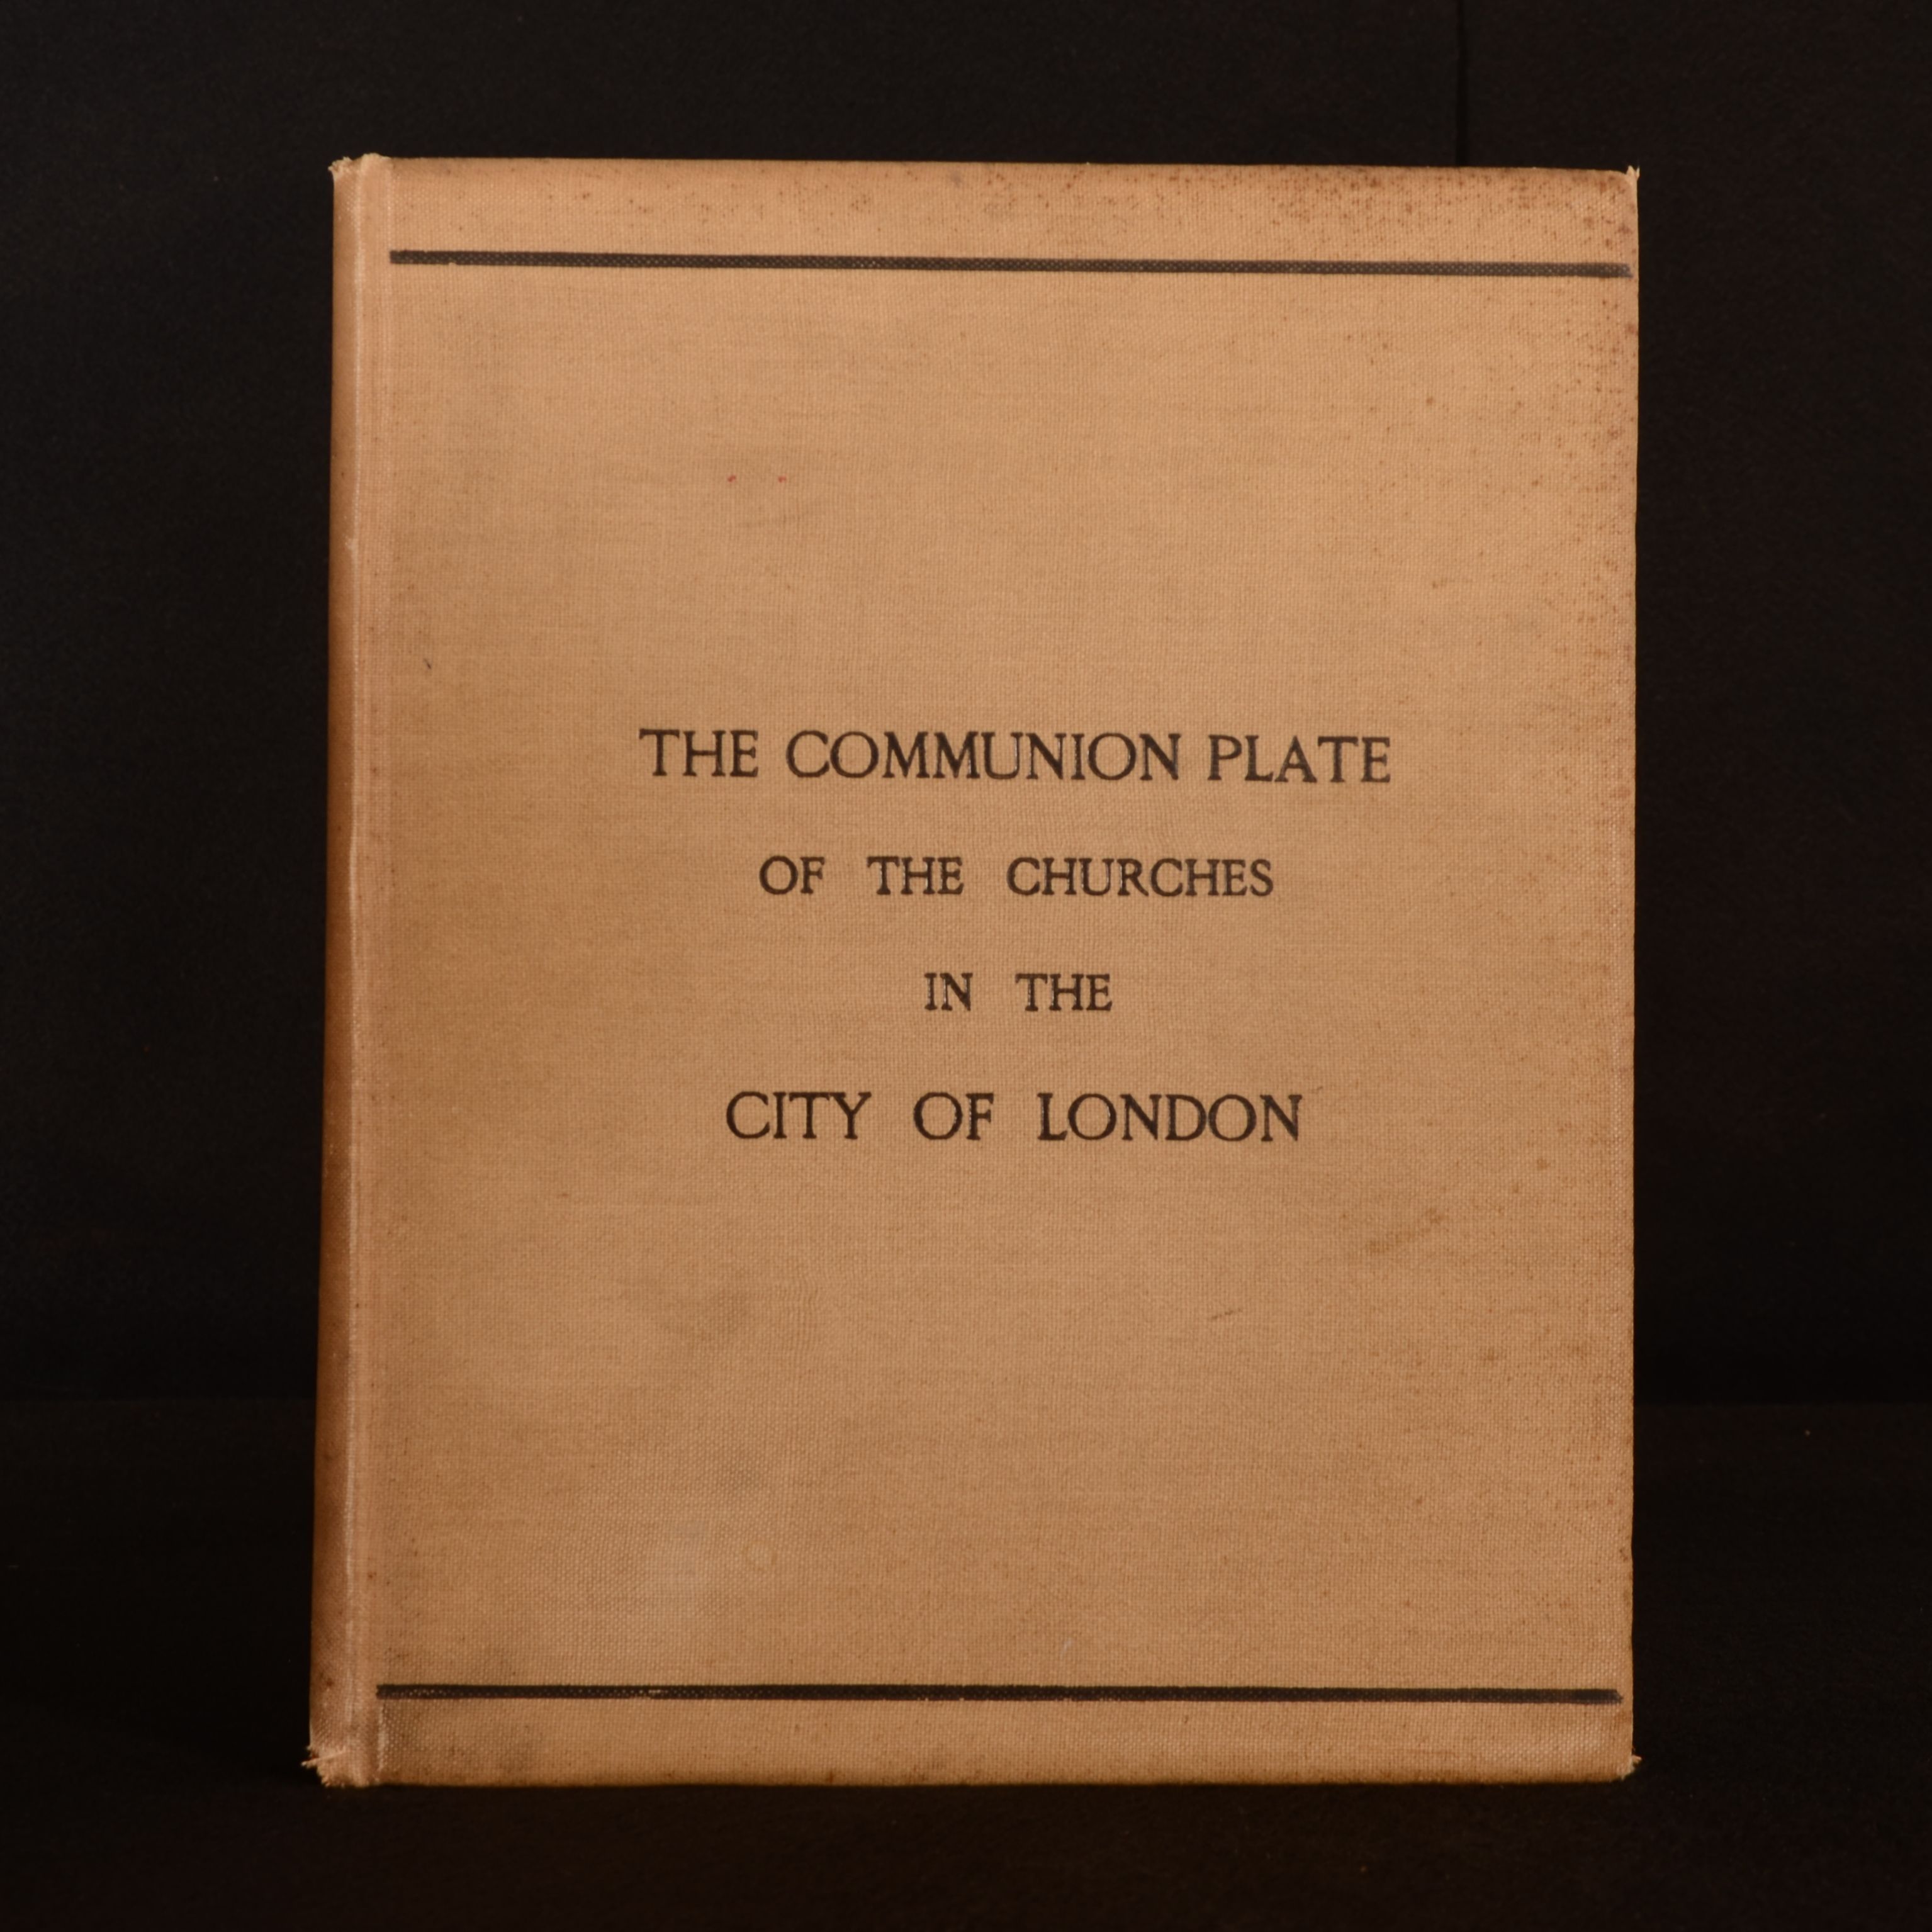 THE COMMUNION PLATE
OF THE CHURCHES
IN THE
CITY OF LONDON